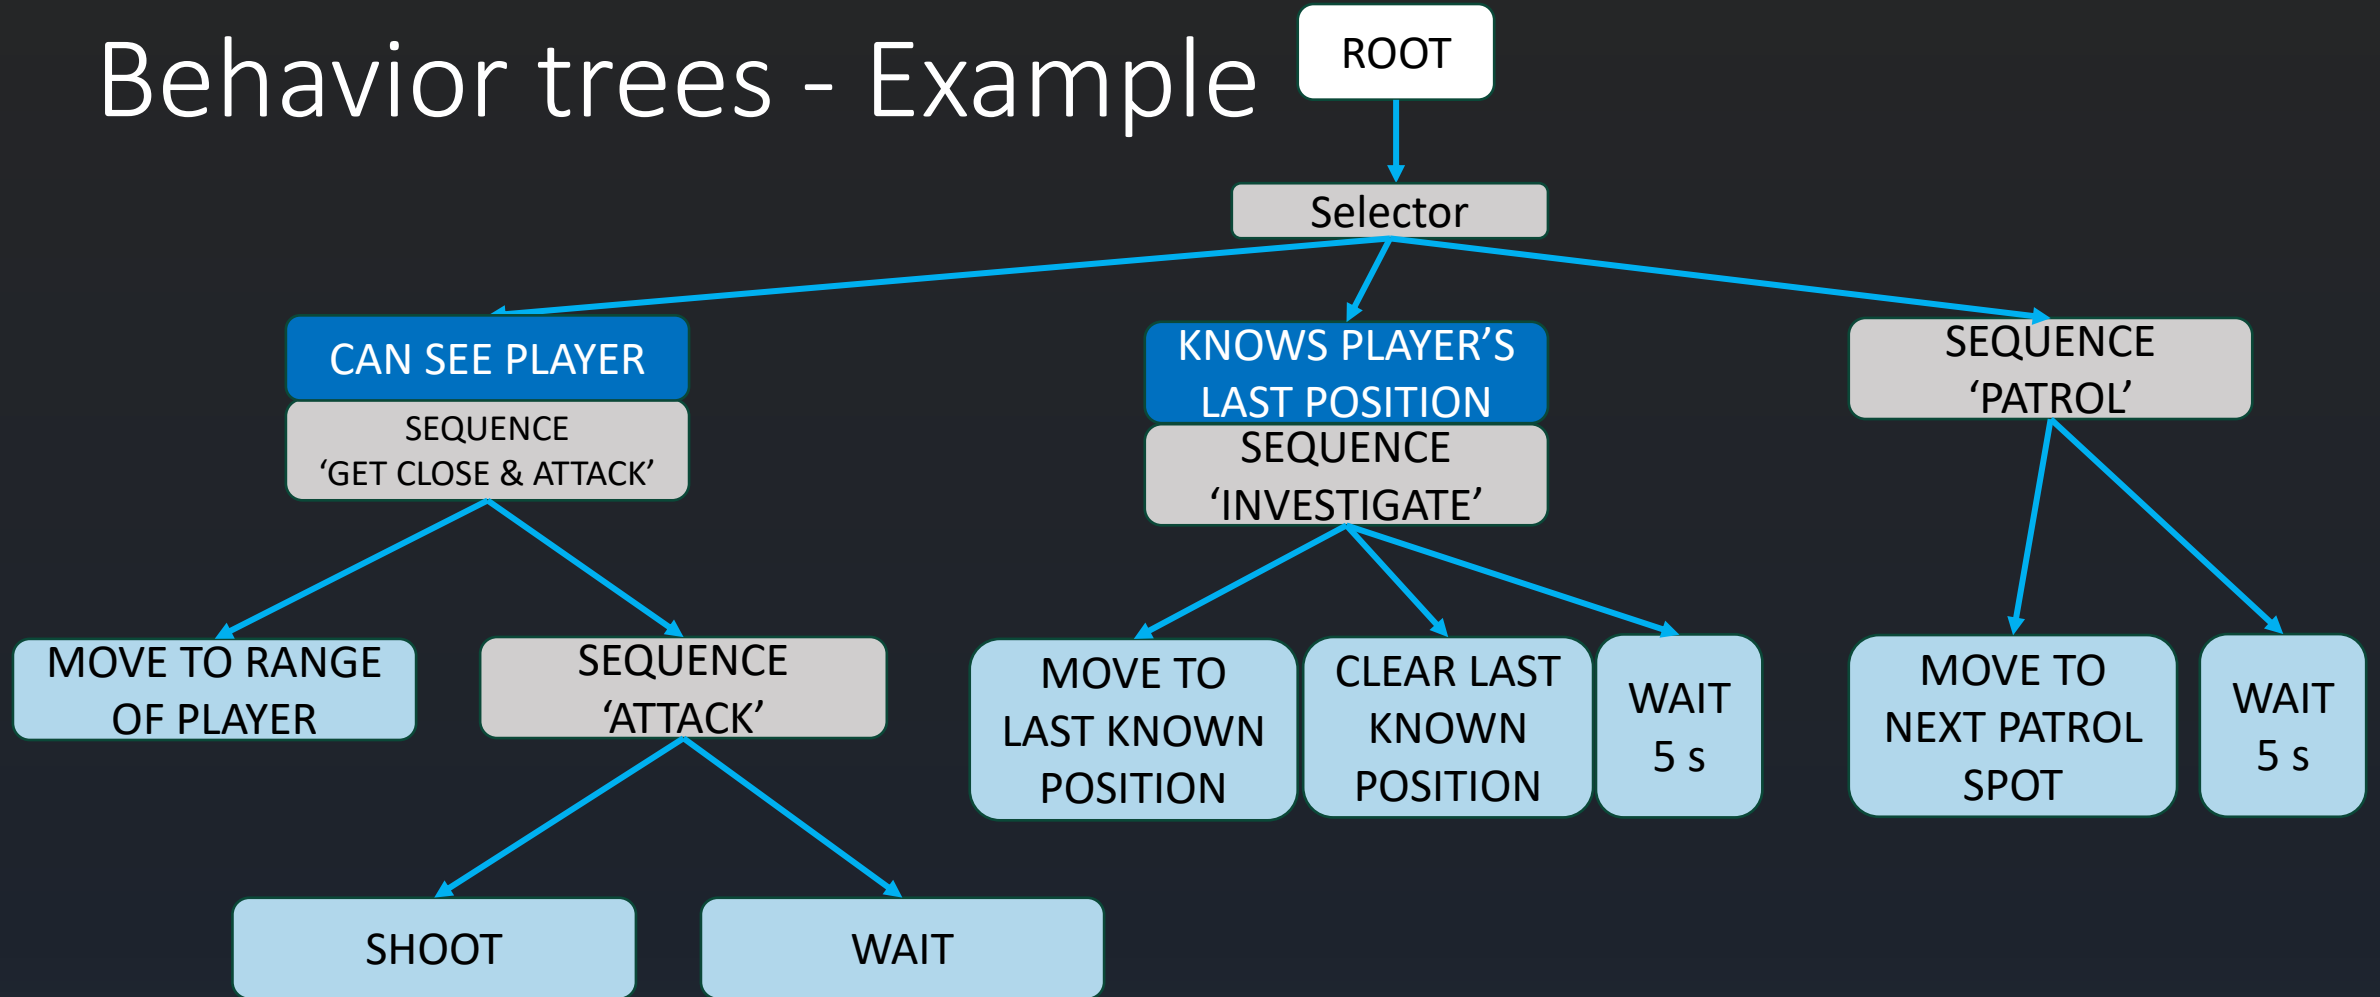 Behavior trees - Example
ROOT
Selector
CAN SEE PLAYER
SEQUENCE
‘GET CLOSE & ATTACK’
KNOWS PLAYER’S
LAST POSITION
SEQUENCE
‘INVESTIGATE’
SEQUENCE
‘PATROL’
MOVE TO RANGE
OF PLAYER
SEQUENCE
‘ATTACK’
MOVE TO
LAST KNOWN
POSITION
CLEAR LAST
KNOWN
POSITION
WAIT
5 s
MOVE TO
NEXT PATROL
SPOT
WAIT
5 s
SHOOT
WAIT